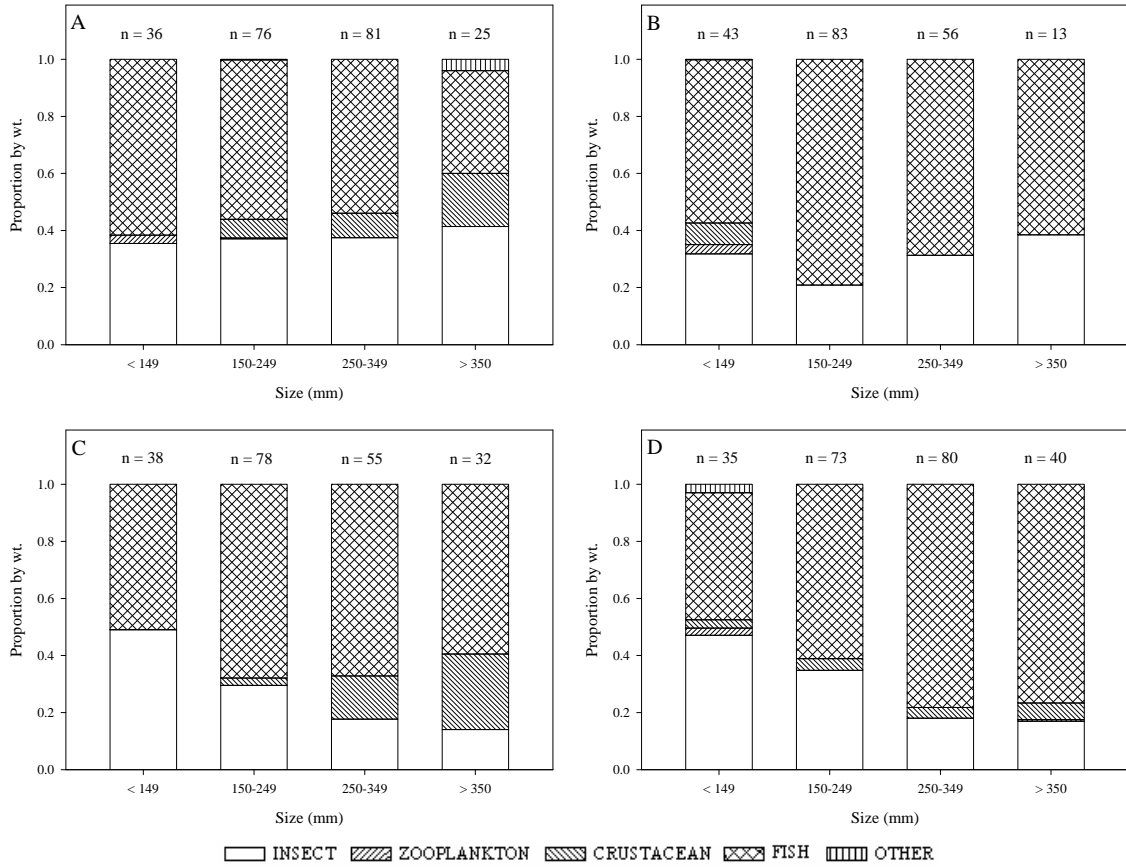 A
n = 36 n = 76 n = 81 n = 25
1.0
0.8
0.6
0.4
0.2
0.0
Proportion by wt.
< 149 150-249 250-349 > 350
Size (mm)
B
n = 43 n = 83 n = 56 n = 13
1.0
0.8
0.6
0.4
0.2
0.0
Proportion by wt.
< 149 150-249 250-349 > 350
Size (mm)
C
n = 38 n = 78 n = 55 n = 32
1.0
0.8
0.6
0.4
0.2
0.0
Proportion by wt.
< 149 150-249 250-349 > 350
Size (mm)
D
n = 35 n = 73 n = 80 n = 40
1.0
0.8
0.6
0.4
0.2
0.0
Proportion by wt.
< 149 150-249 250-349 > 350
Size (mm)
INSECT ZOOPLANKTON CRUSTACEAN FISH OTHER